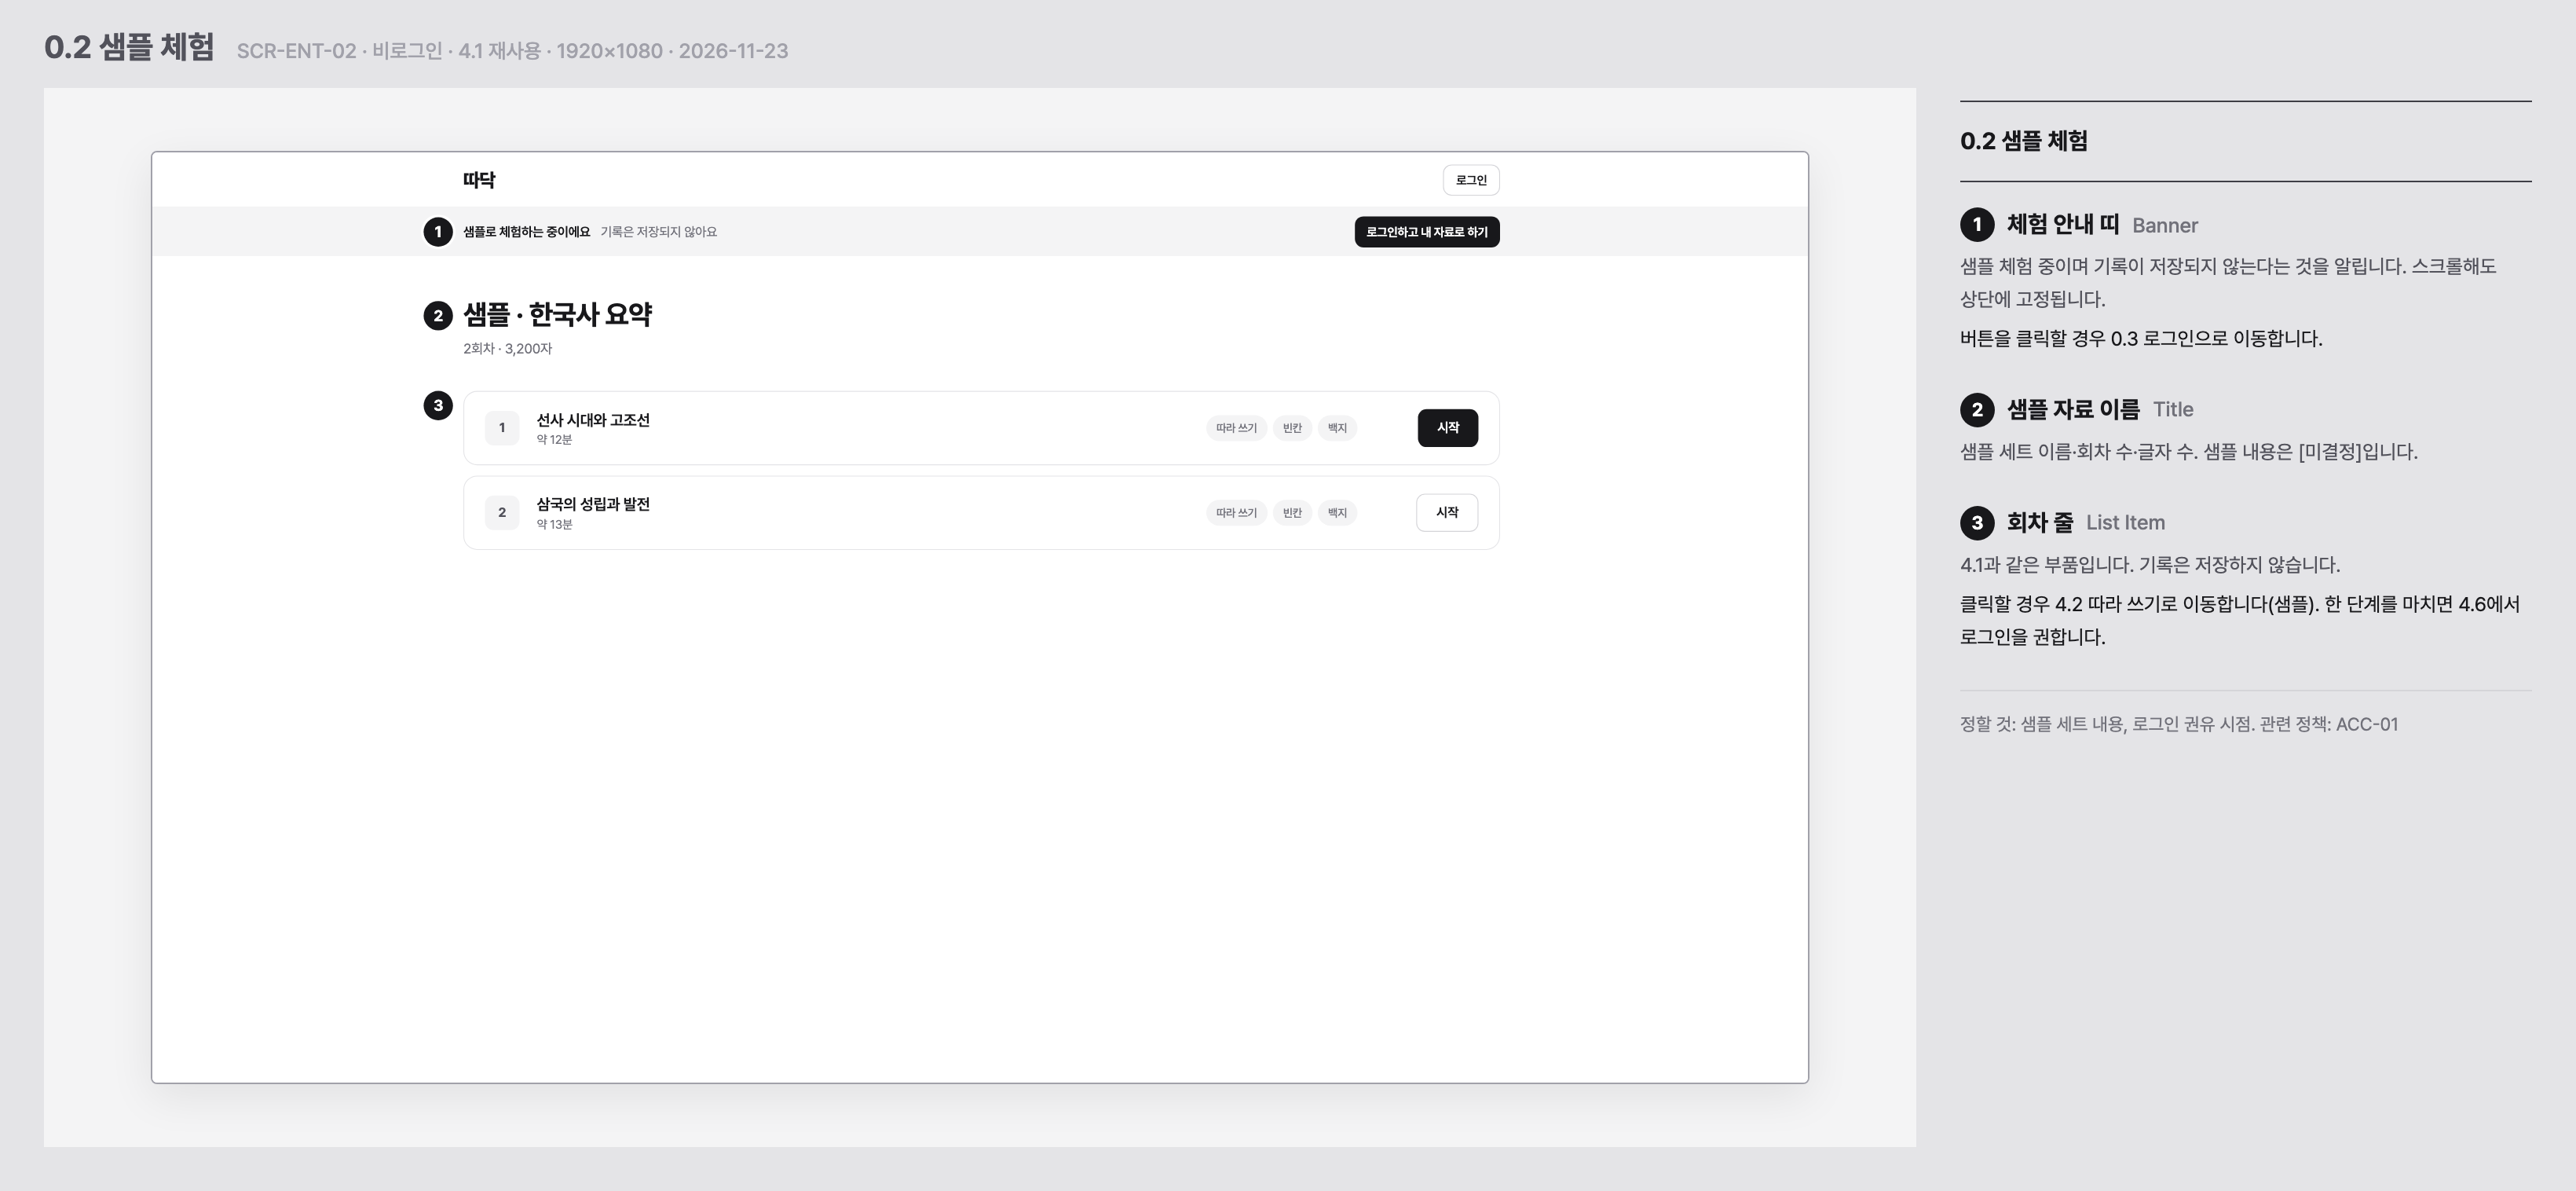 0.2 샘플 체험 SCR-ENT-02 · 비로그인 · 4.1 재사용 · 1920×1080 · 2026-11-23
따닥 로그인
1 샘플로 체험하는 중이에요 기록은 저장되지 않아요 로그인하고 내 자료로 하기
2 샘플 · 한국사 요약
2회차 · 3,200자
3
1 선사 시대와 고조선 따라 쓰기 빈칸 백지 시작
약 12분
2 삼국의 성립과 발전 따라 쓰기 빈칸 백지 시작
약 13분
0.2 샘플 체험
1 체험 안내 띠 Banner
샘플 체험 중이며 기록이 저장되지 않는다는 것을 알립니다. 스크롤해도
상단에 고정됩니다.
버튼을 클릭할 경우 0.3 로그인으로 이동합니다.
2 샘플 자료 이름 Title
샘플 세트 이름·회차 수·글자 수. 샘플 내용은 [미결정]입니다.
3 회차 줄 List Item
4.1과 같은 부품입니다. 기록은 저장하지 않습니다.
클릭할 경우 4.2 따라 쓰기로 이동합니다(샘플). 한 단계를 마치면 4.6에서
로그인을 권합니다.
정할 것: 샘플 세트 내용, 로그인 권유 시점. 관련 정책: ACC-01